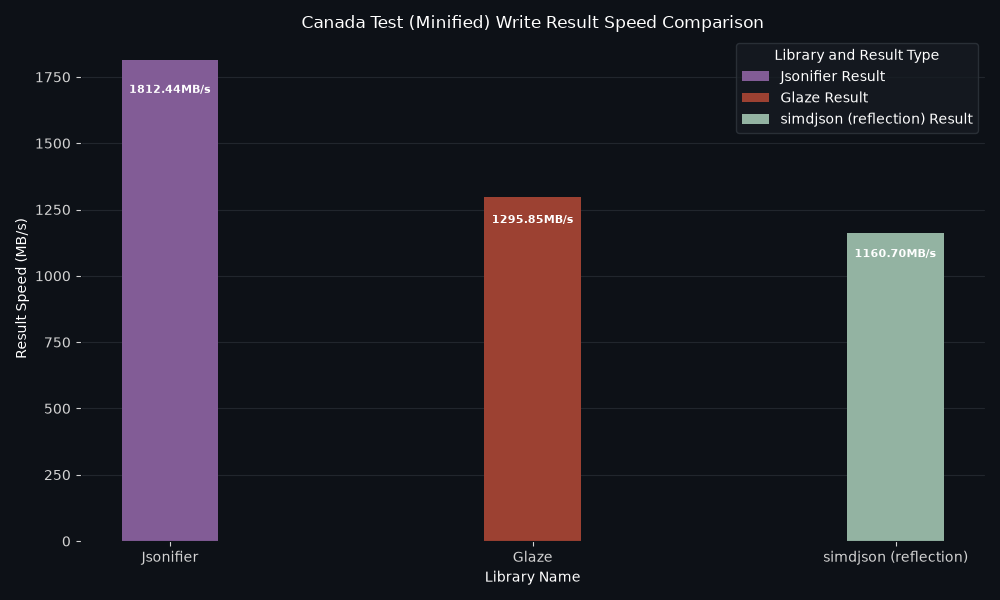 Canada Test (Minified) Write Result Speed Comparison
Library and Result Type
Jsonifier Result
Glaze Result
simdjson (reflection) Result
1812.44MB/s
1295.85MB/s
1160.70MB/s
Result Speed (MB/s)
1750
1500
1250
1000
750
500
250
0
Jsonifier
Glaze
simdjson (reflection)
Library Name